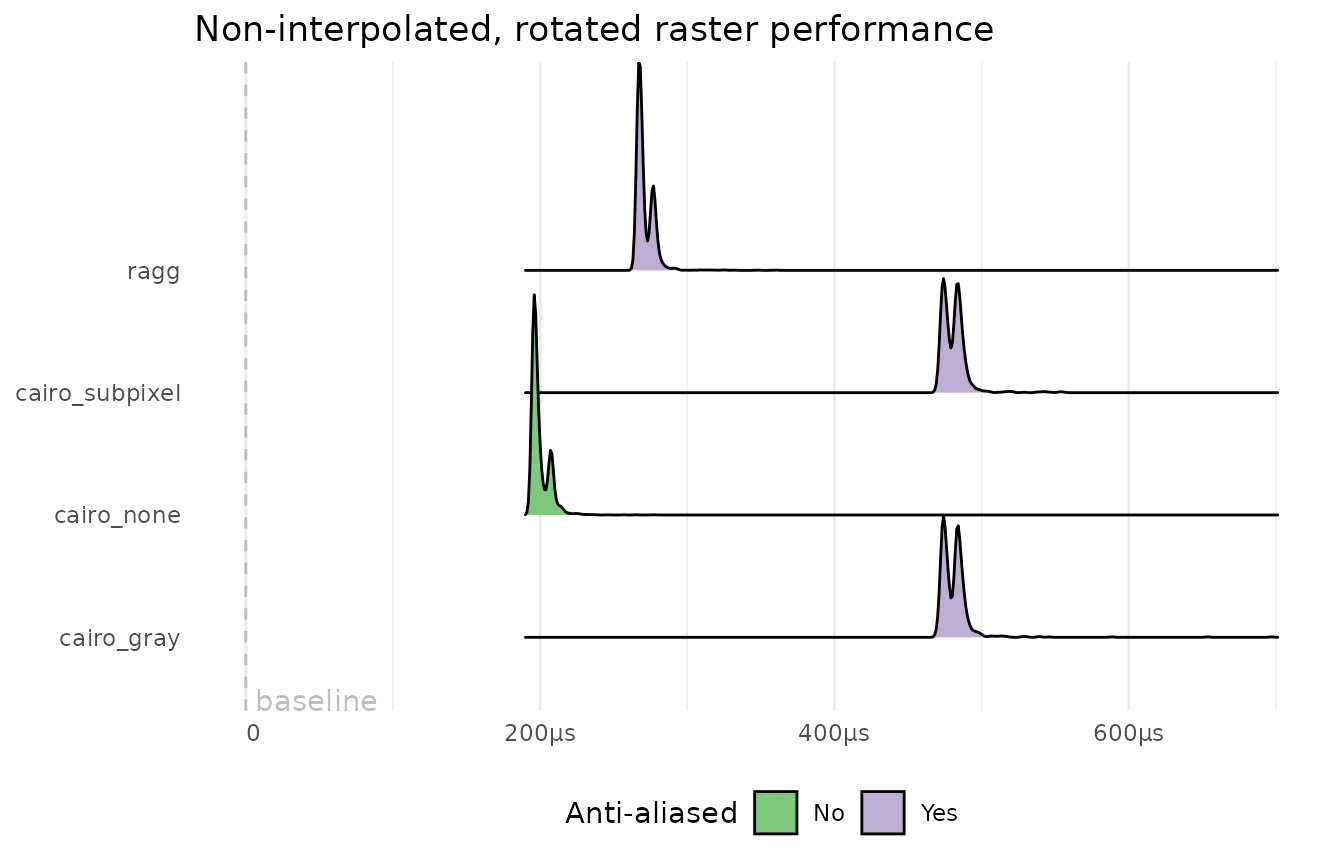 Non-interpolated, rotated raster performance
ragg
cairo_subpixel
cairo_none
cairo_gray
baseline
0 200µs 400µs 600µs
Anti-aliased No Yes